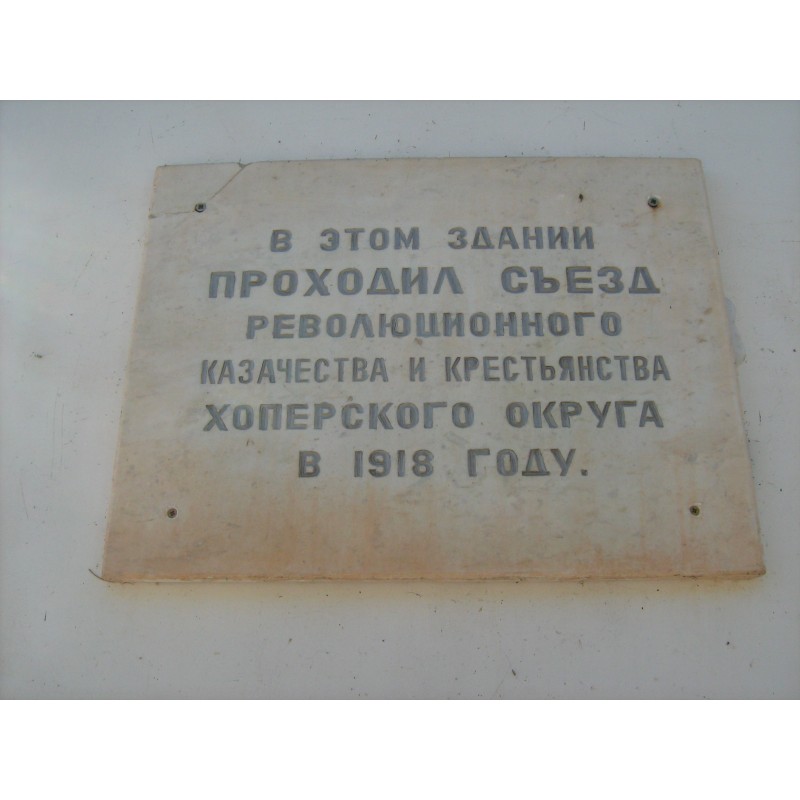 В ЭТОМ ЗДАНИИ
ПРОХОДИЛ СЪЕЗД
РЕВОЛЮЦИОННОГО
КАЗАЧЕСТВА И КРЕСТЬЯНСТВА
ХОПЕРСКОГО ОКРУГА
В 1918 ГОДУ.